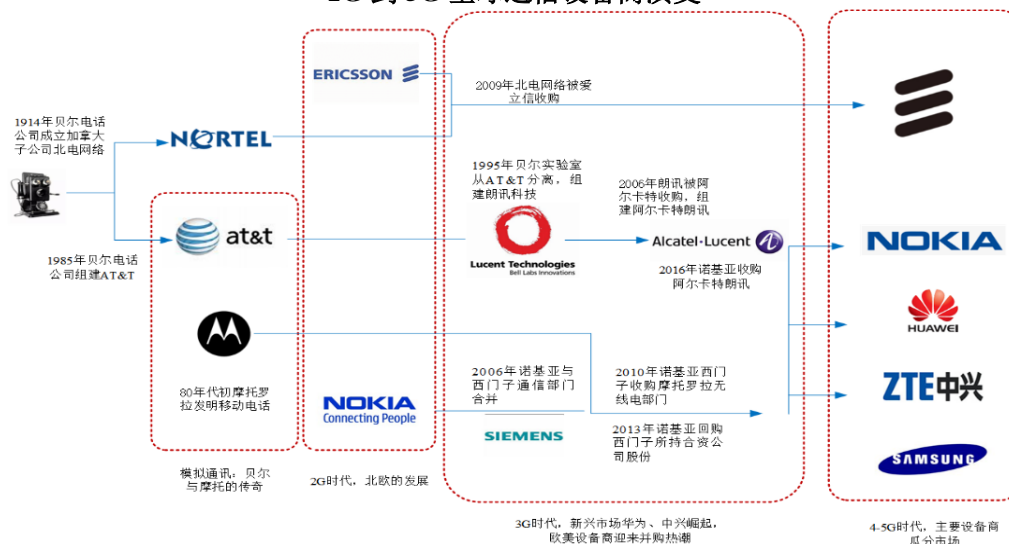 ERICSSON
2009年北电网络被爱
立信收购
1914年贝尔电话
公司成立加拿大
子公司北电网络
NORTEL
1995年贝尔实验室
从AT&T分离，组
建朗讯科技
2006年朗讯被阿
尔卡特收购，组
建阿尔卡特朗讯
at&t
Lucent Technologies
Bell Labs Innovations
Alcatel·Lucent
NOKIA
1985年贝尔电话
公司组建AT&T
2016年诺基亚收购
阿尔卡特朗讯
HUAWEI
80年代初摩托罗
拉发明移动电话
NOKIA
Connecting People
2006年诺基亚与
西门子通信部门
合并
SIEMENS
2010年诺基亚西门
子收购摩托罗拉无
线电部门
2013年诺基亚回购
西门子所持合资公
司股份
ZTE中兴
SAMSUNG
模拟通讯：贝尔
与摩托的传奇
2G时代，北欧的发展
3G时代，新兴市场华为、中兴崛起，
欧美设备商迎来并购热潮
4-5G时代，主要设备商
瓜分市场